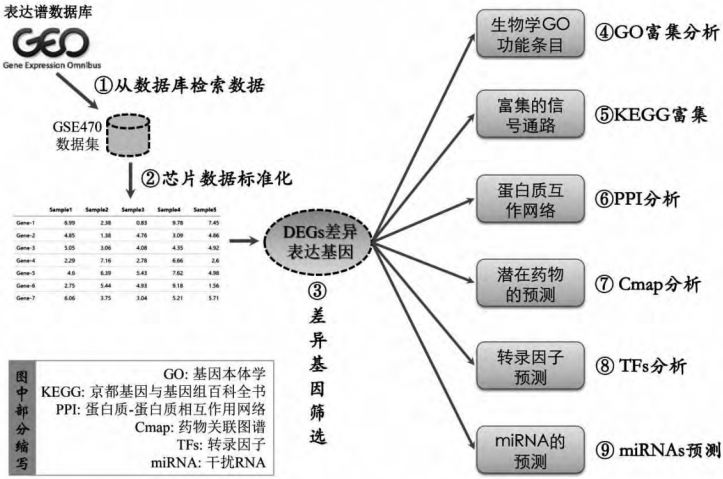 表达谱数据库
GEO
Gene Expression Omnibus
①从数据库检索数据
GSE470
数据集
②芯片数据标准化
Sample1 Sample2 Sample3 Sample4 Sample5
Gene-1 6.99 2.38 0.83 9.78 7.45
Gene-2 4.85 1.38 4.76 3.09 4.86
Gene-3 5.05 3.06 4.08 4.35 4.92
Gene-4 2.29 7.16 2.78 6.66 2.6
Gene-5 4.6 6.39 5.43 7.62 4.98
Gene-6 2.75 5.44 4.93 9.18 1.56
Gene-7 6.06 3.75 3.04 5.21 5.71
DEGs差异
表达基因
③
差
异
基
因
筛
选
生物学GO
功能条目
④GO富集分析
富集的信
号通路
⑤KEGG富集
蛋白质互
作网络
⑥PPI分析
潜在药物
的预测
⑦ Cmap分析
转录因子
预测
⑧ TFs分析
miRNA的
预测
⑨ miRNAs预测
图中部分缩写
GO: 基因本体学
KEGG: 京都基因与基因组百科全书
PPI: 蛋白质-蛋白质相互作用网络
Cmap: 药物关联图谱
TFs: 转录因子
miRNA: 干扰RNA